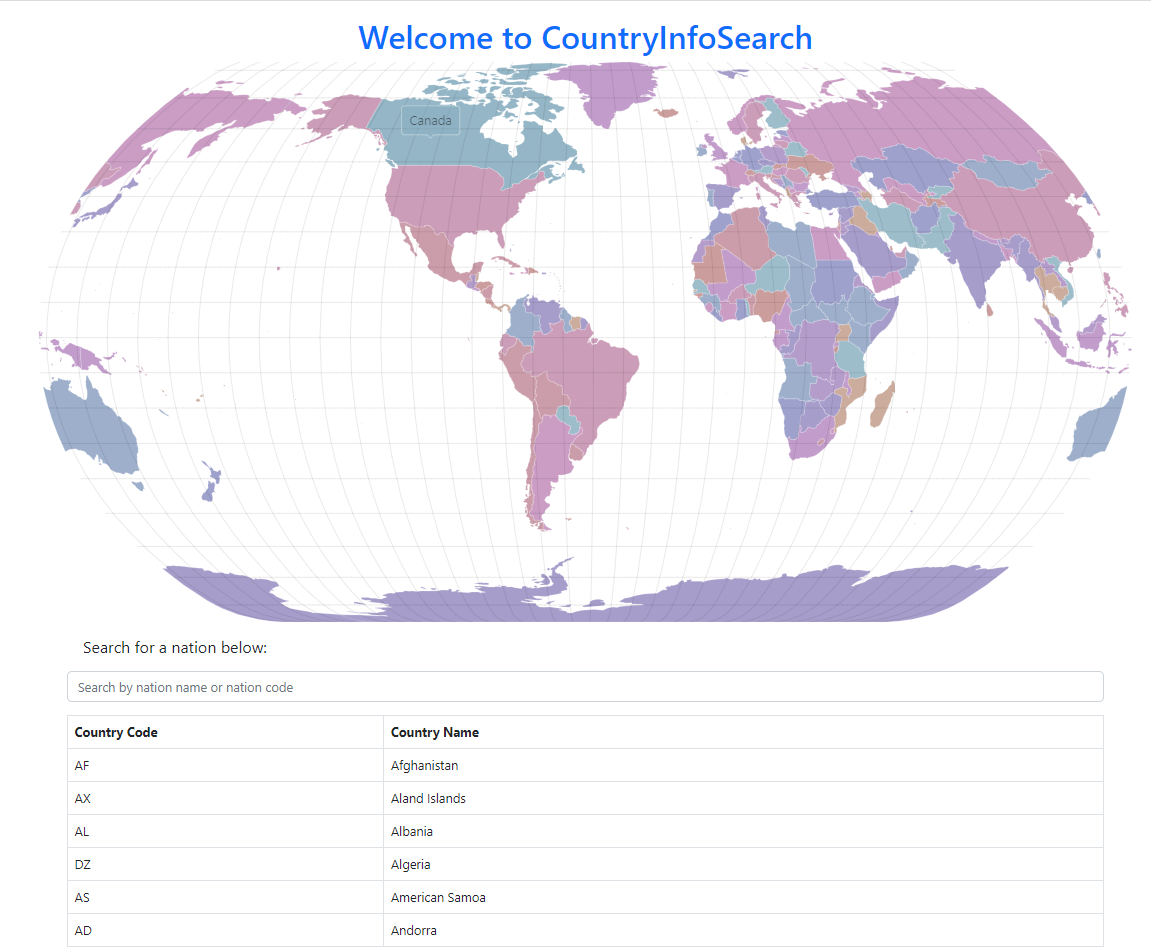 Welcome to CountryInfoSearch
Canada
Search for a nation below:
Search by nation name or nation code
Country Code Country Name
AF Afghanistan
AX Aland Islands
AL Albania
DZ Algeria
AS American Samoa
AD Andorra